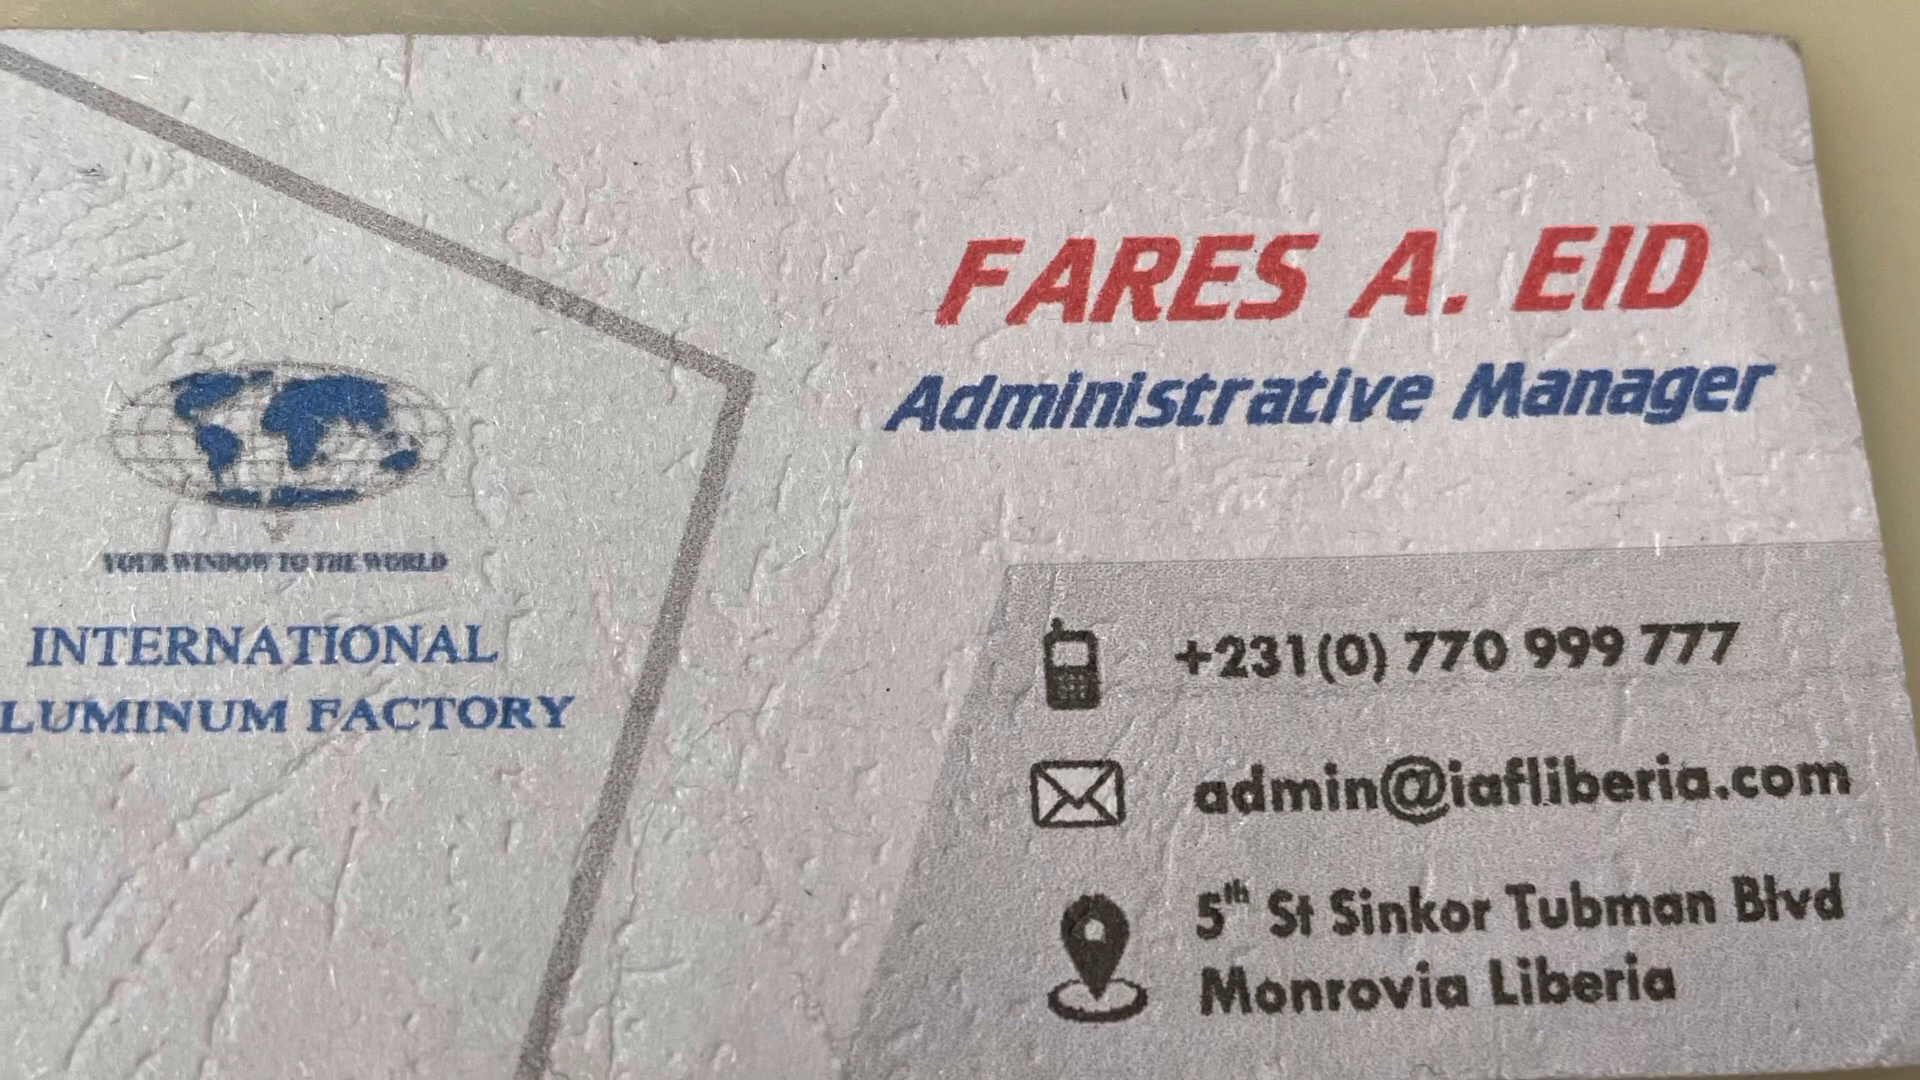 FARES A. EID
Administrative Manager
YOUR WINDOW TO THE WORLD
INTERNATIONAL
LUMINUM FACTORY
+231(0) 770 999 777
admin@iafliberia.com
5th St Sinkor Tubman Blvd
Monrovia Liberia